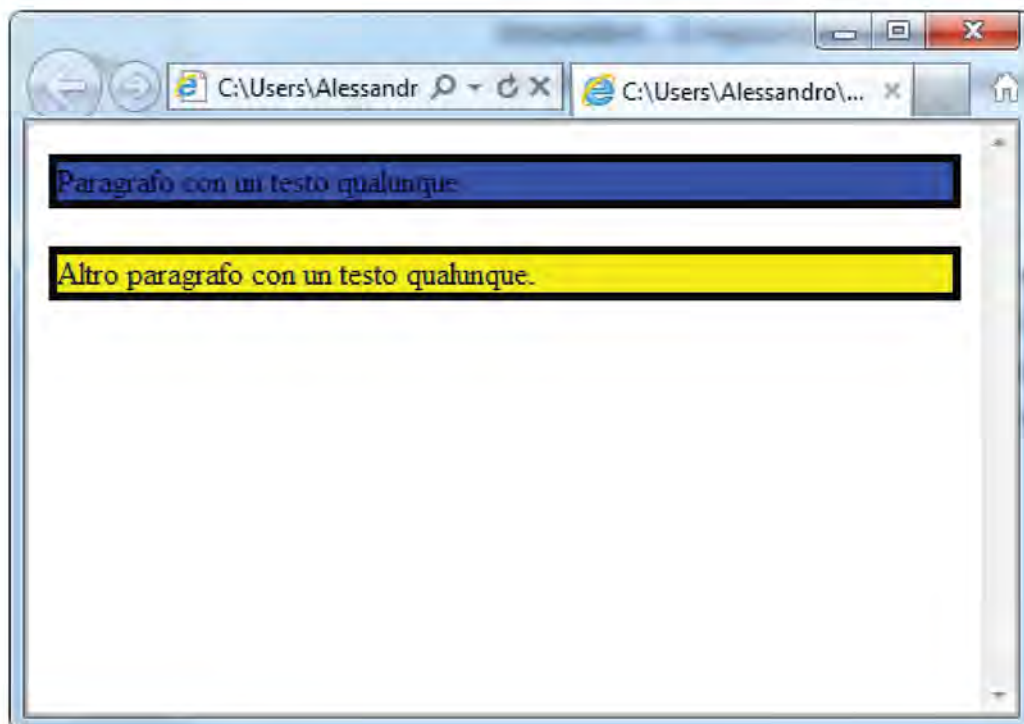 C:\Users\Alessandr
C:\Users\Alessandro\...
Paragrafo con un testo qualunque.
Altro paragrafo con un testo qualunque.